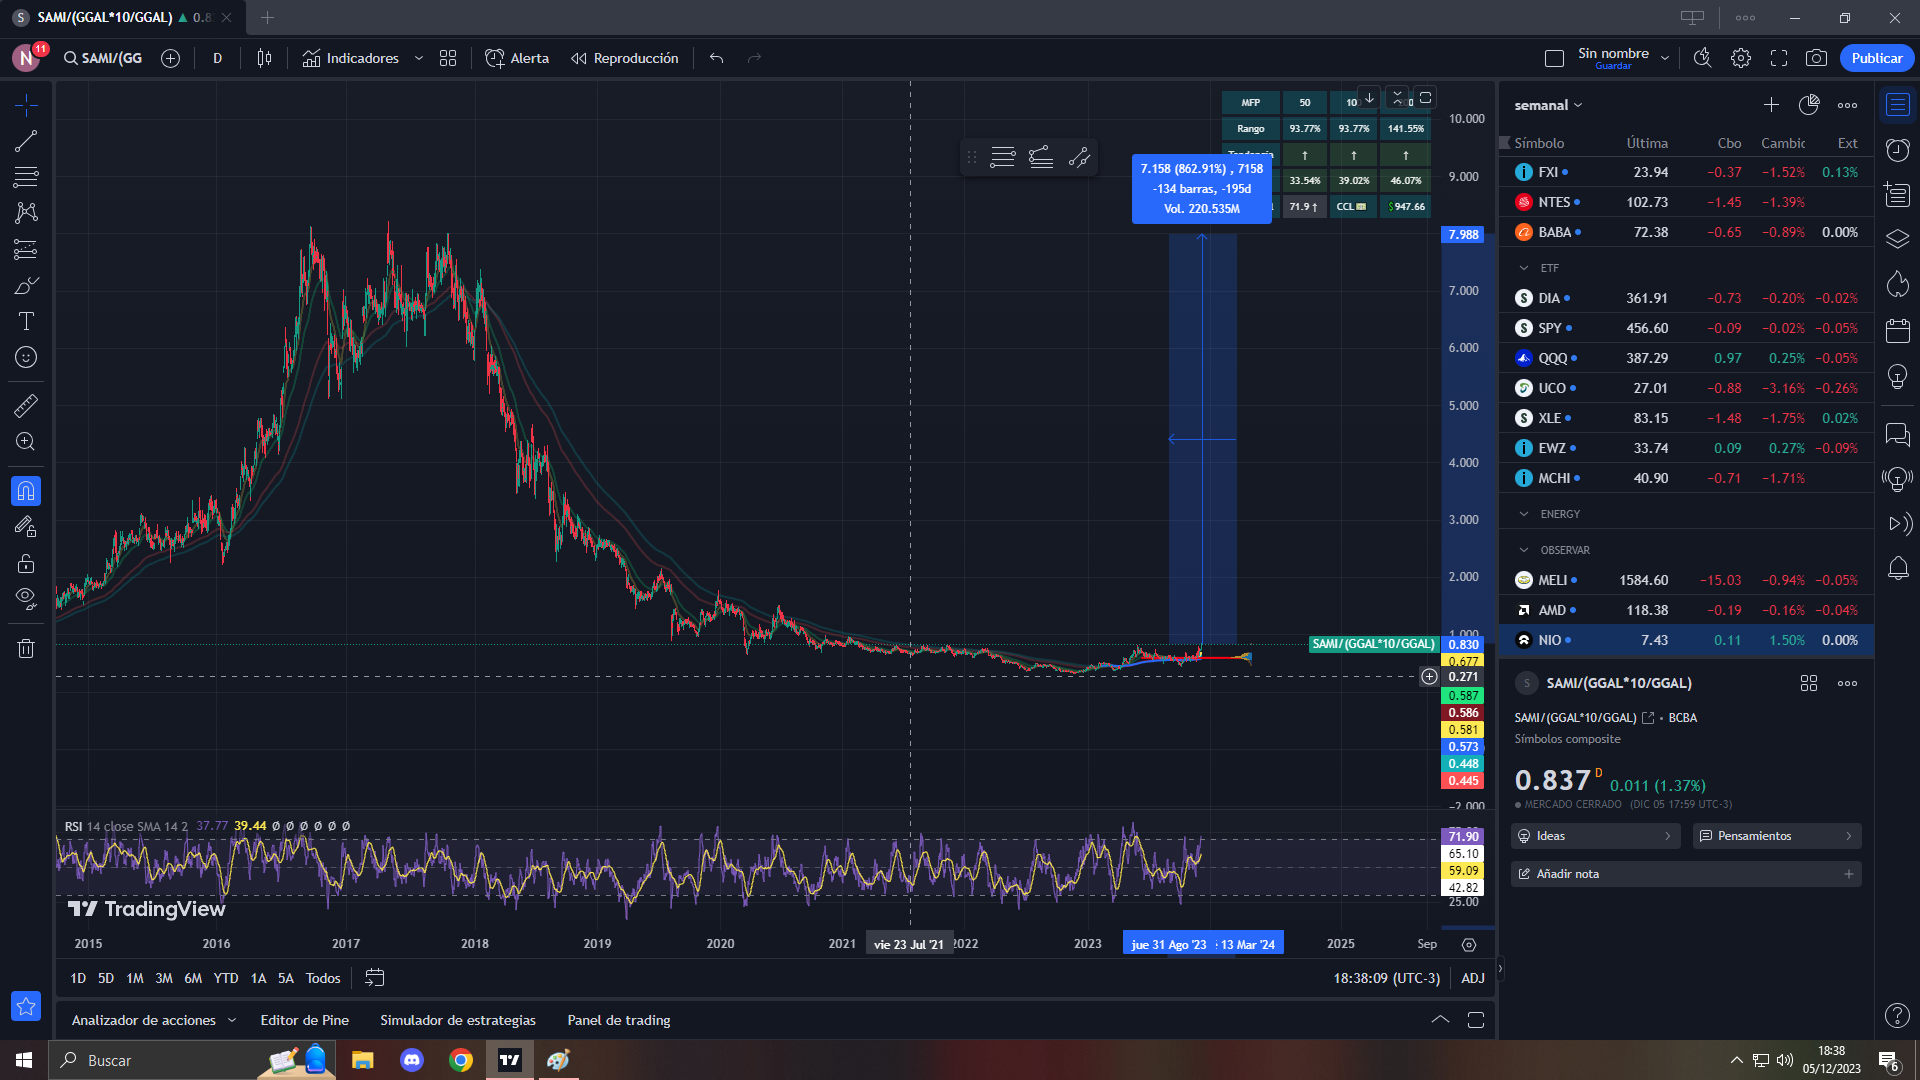 S SAMI/(GGAL*10/GGAL) ▲ 0.8
N 11 SAMI/(GG D Indicadores Alerta Reproducción Sin nombre Guardar Publicar
MFP 50
Rango 93.77% 93.77% 141.55%
Tendencia ↑ ↑ ↑
33.54% 39.02% 46.07%
71.9 ↑ CCL $947.66
7.158 (862.91%) , 7158
-134 barras, -195d
Vol. 220.535M
10.000
9.000
7.988
7.000
6.000
5.000
4.000
3.000
2.000
1.000
SAMI/(GGAL*10/GGAL) 0.830
0.677
0.271
0.587
0.586
0.581
0.573
0.448
0.445
−2.000
RSI 14 close SMA 14 2 37.77 39.44 Ø Ø Ø Ø Ø Ø
71.90
65.10
59.09
42.82
25.00
TradingView
2015 2016 2017 2018 2019 2020 2021 vie 23 Jul '21 2022 2023 jue 31 Ago '23 13 Mar '24 2025 Sep
1D 5D 1M 3M 6M YTD 1A 5A Todos 18:38:09 (UTC-3) ADJ
Analizador de acciones Editor de Pine Simulador de estrategias Panel de trading
semanal
Símbolo Última Cbo Cambic Ext
FXI 23.94 −0.37 −1.52% 0.13%
NTES 102.73 −1.45 −1.39%
BABA 72.38 −0.65 −0.89% 0.00%
ETF
DIA 361.91 −0.73 −0.20% −0.02%
SPY 456.60 −0.09 −0.02% −0.05%
QQQ 387.29 0.97 0.25% −0.05%
UCO 27.01 −0.88 −3.16% −0.26%
XLE 83.15 −1.48 −1.75% 0.02%
EWZ 33.74 0.09 0.27% −0.09%
MCHI 40.90 −0.71 −1.71%
ENERGY
OBSERVAR
MELI 1584.60 −15.03 −0.94% −0.05%
AMD 118.38 −0.19 −0.16% −0.04%
NIO 7.43 0.11 1.50% 0.00%
S SAMI/(GGAL*10/GGAL)
SAMI/(GGAL*10/GGAL) • BCBA
Símbolos composite
0.837 D 0.011 (1.37%)
MERCADO CERRADO (DIC 05 17:59 UTC-3)
Ideas Pensamientos
Añadir nota
Buscar
18:38
05/12/2023
6